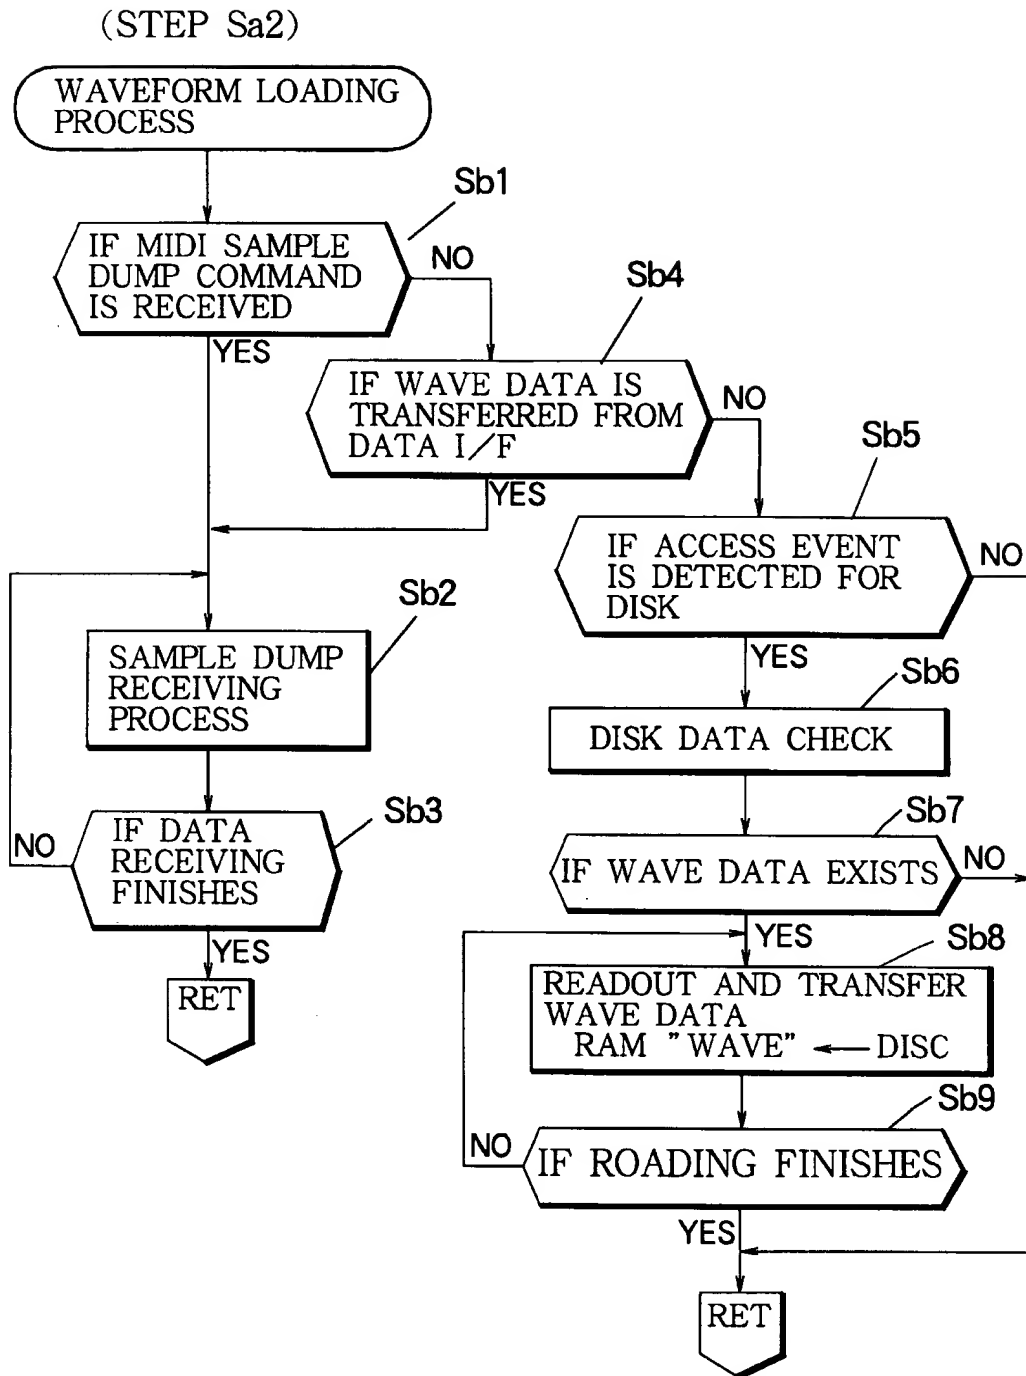 (STEP Sa2)
WAVEFORM LOADING
PROCESS
Sb1
IF MIDI SAMPLE
DUMP COMMAND
IS RECEIVED
NO
YES
Sb4
IF WAVE DATA IS
TRANSFERRED FROM
DATA I/F
NO
YES
Sb5
IF ACCESS EVENT
IS DETECTED FOR
DISK
NO
YES
Sb2
SAMPLE DUMP
RECEIVING
PROCESS
Sb6
DISK DATA CHECK
Sb3
IF DATA
RECEIVING
FINISHES
NO
YES
RET
Sb7
IF WAVE DATA EXISTS
NO
YES
Sb8
READOUT AND TRANSFER
WAVE DATA
RAM "WAVE" ← DISC
Sb9
IF ROADING FINISHES
NO
YES
RET